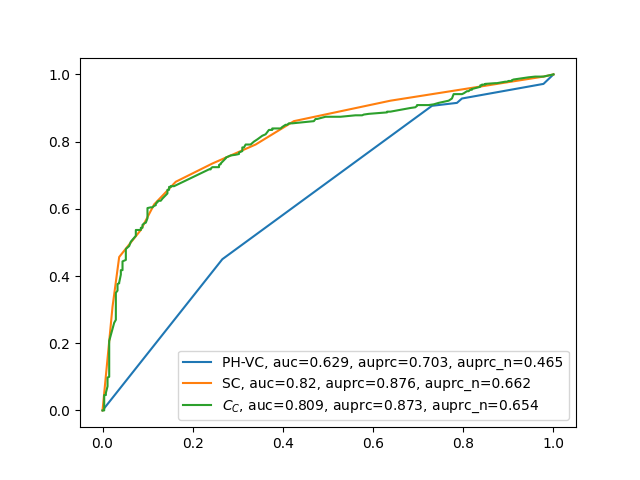 1.0
0.8
0.6
0.4
0.2
0.0
PH-VC, auc=0.629, auprc=0.703, auprc_n=0.465
SC, auc=0.82, auprc=0.876, auprc_n=0.662
C_C, auc=0.809, auprc=0.873, auprc_n=0.654
0.0 0.2 0.4 0.6 0.8 1.0